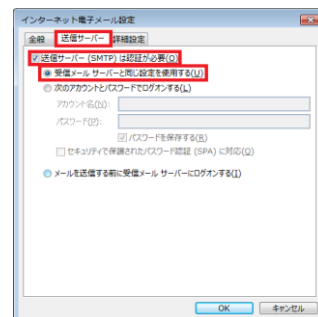 インターネット電子メール設定
全般 送信サーバー 詳細設定
送信サーバー (SMTP) は認証が必要(O)
受信メール サーバーと同じ設定を使用する(U)
次のアカウントとパスワードでログオンする(L)
アカウント名(N):
パスワード(P):
パスワードを保存する(R)
セキュリティで保護されたパスワード認証 (SPA) に対応(Q)
メールを送信する前に受信メール サーバーにログオンする(I)
OK キャンセル